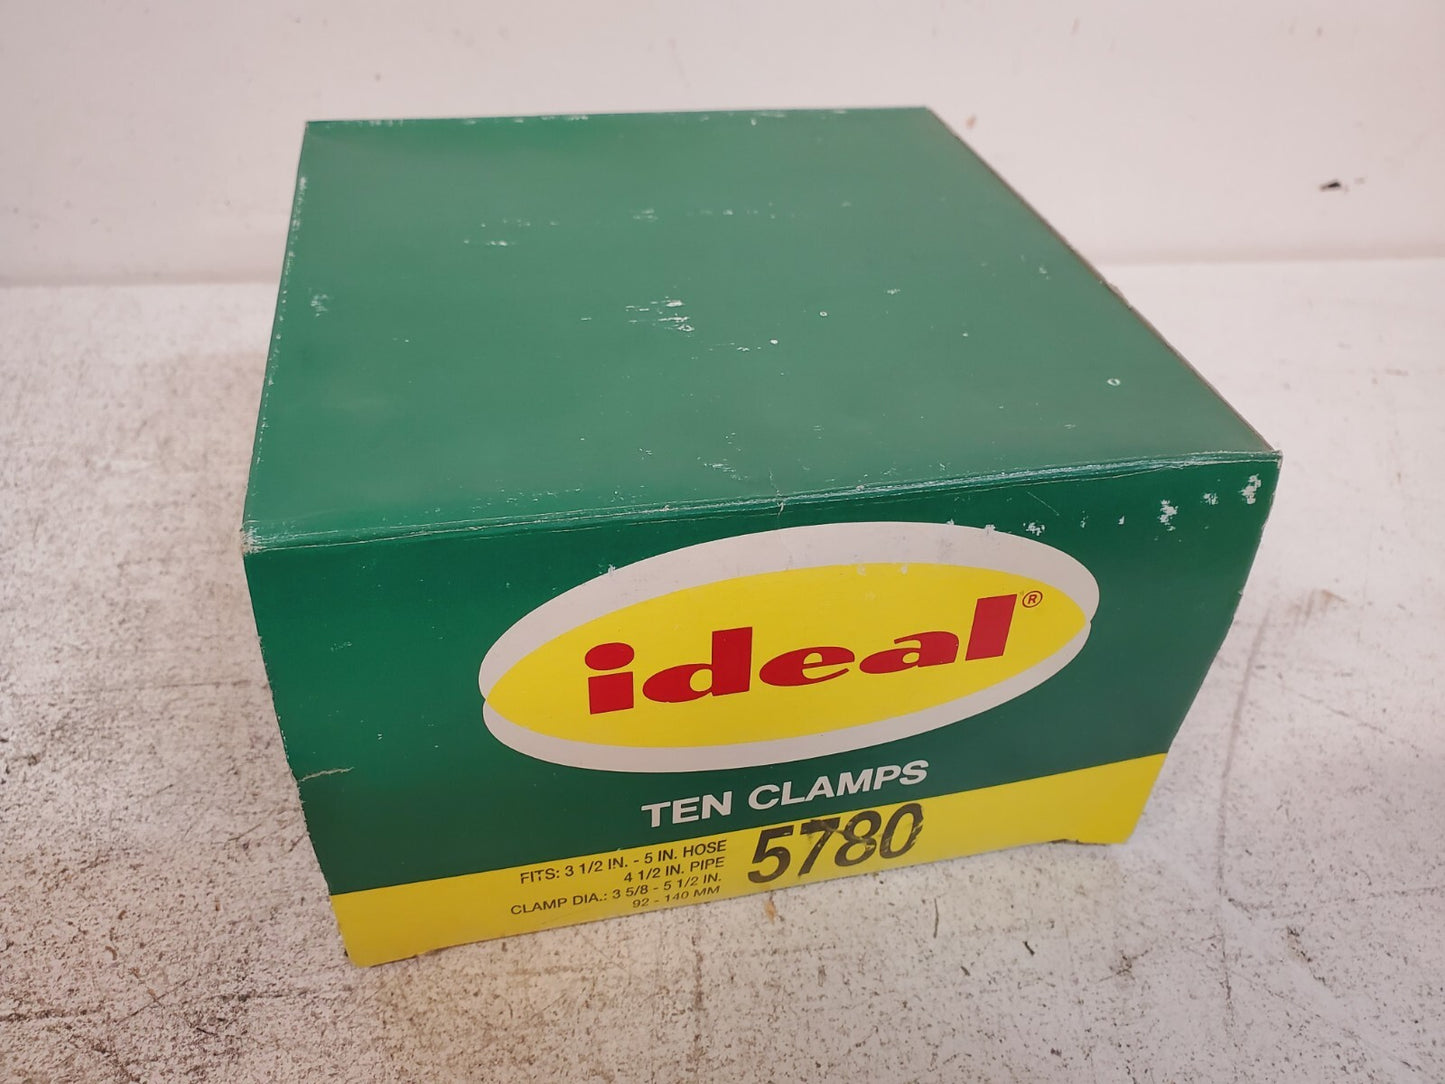 ideal®
TEN CLAMPS
FITS: 3 1/2 IN. - 5 IN. HOSE
4 1/2 IN. PIPE
CLAMP DIA.: 3 5/8 - 5 1/2 IN.
92 - 140 MM
5780